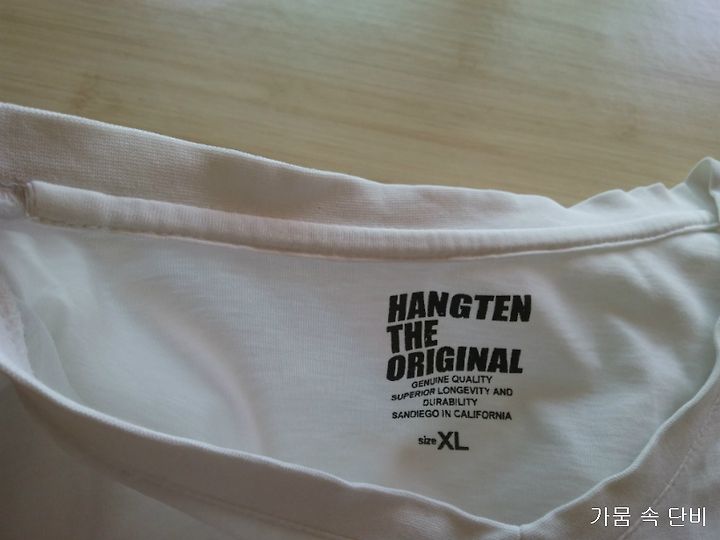 HANGTEN
THE
ORIGINAL
GENUINE QUALITY
SUPERIOR LONGEVITY AND
DURABILITY
SANDIEGO IN CALIFORNIA
size XL
가뭄 속 단비